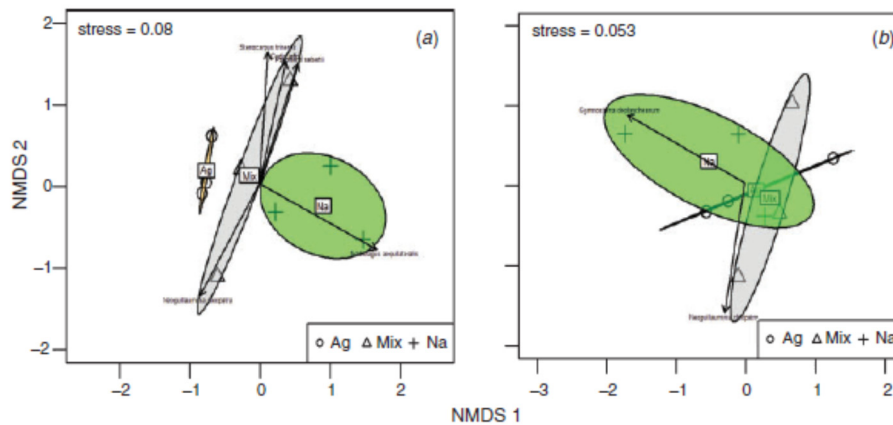 stress = 0.08
(a)
NMDS 2
2
1
0
−1
−2
Ag
Mix
Na
Ag Mix Na
−2 −1 0 1 2
stress = 0.053
(b)
Na
Mix
Ag Mix + Na
−3 −2 −1 0 1 2
NMDS 1